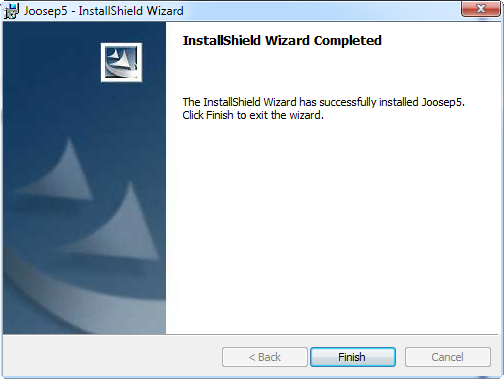 Joosep5 - InstallShield Wizard
InstallShield Wizard Completed
The InstallShield Wizard has successfully installed Joosep5.
Click Finish to exit the wizard.
< Back
Finish
Cancel